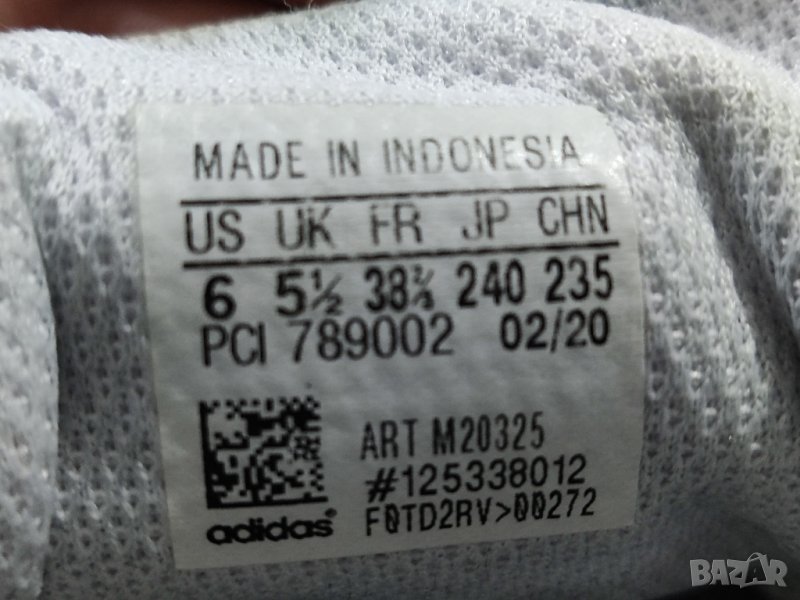 MADE IN INDONESIA
US UK FR JP CHN
6 5½ 38⅔ 240 235
PCI 789002 02/20
ART M20325
#125338012
F0TD2RV>00272
adidas®
BAZAR